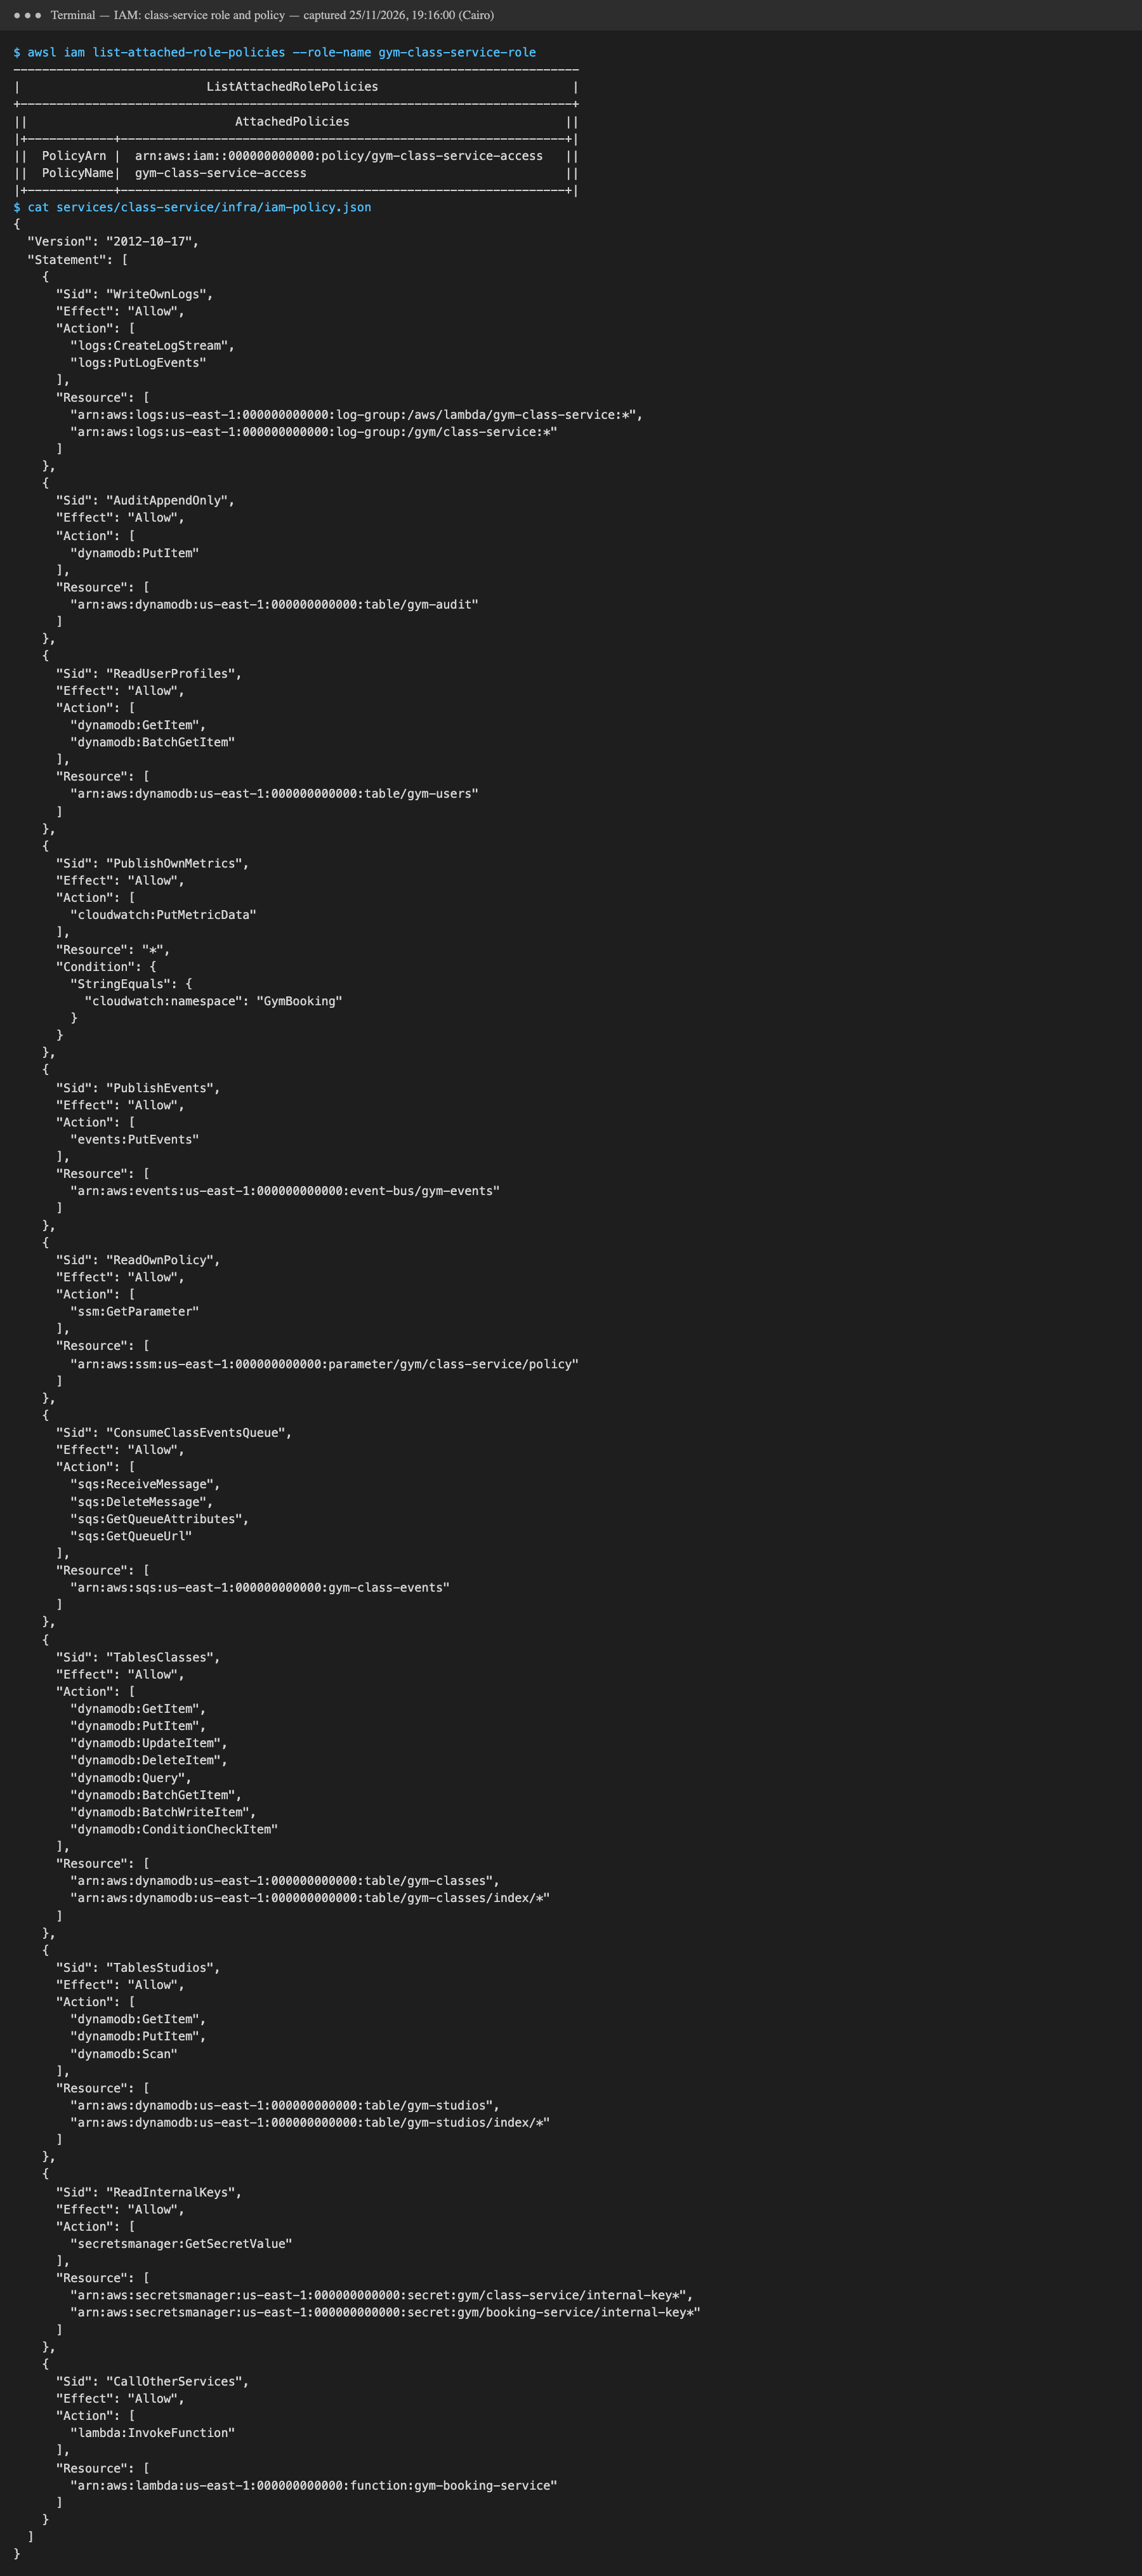 Terminal — IAM: class-service role and policy — captured 25/11/2026, 19:16:00 (Cairo)
$ awsl iam list-attached-role-policies --role-name gym-class-service-role
-------------------------------------------------------------------------------
|                          ListAttachedRolePolicies                           |
+-----------------------------------------------------------------------------+
||                             AttachedPolicies                              ||
|+------------+--------------------------------------------------------------+|
||  PolicyArn |  arn:aws:iam::000000000000:policy/gym-class-service-access   ||
||  PolicyName|  gym-class-service-access                                    ||
|+------------+--------------------------------------------------------------+|
$ cat services/class-service/infra/iam-policy.json
{
  "Version": "2012-10-17",
  "Statement": [
    {
      "Sid": "WriteOwnLogs",
      "Effect": "Allow",
      "Action": [
        "logs:CreateLogStream",
        "logs:PutLogEvents"
      ],
      "Resource": [
        "arn:aws:logs:us-east-1:000000000000:log-group:/aws/lambda/gym-class-service:*",
        "arn:aws:logs:us-east-1:000000000000:log-group:/gym/class-service:*"
      ]
    },
    {
      "Sid": "AuditAppendOnly",
      "Effect": "Allow",
      "Action": [
        "dynamodb:PutItem"
      ],
      "Resource": [
        "arn:aws:dynamodb:us-east-1:000000000000:table/gym-audit"
      ]
    },
    {
      "Sid": "ReadUserProfiles",
      "Effect": "Allow",
      "Action": [
        "dynamodb:GetItem",
        "dynamodb:BatchGetItem"
      ],
      "Resource": [
        "arn:aws:dynamodb:us-east-1:000000000000:table/gym-users"
      ]
    },
    {
      "Sid": "PublishOwnMetrics",
      "Effect": "Allow",
      "Action": [
        "cloudwatch:PutMetricData"
      ],
      "Resource": "*",
      "Condition": {
        "StringEquals": {
          "cloudwatch:namespace": "GymBooking"
        }
      }
    },
    {
      "Sid": "PublishEvents",
      "Effect": "Allow",
      "Action": [
        "events:PutEvents"
      ],
      "Resource": [
        "arn:aws:events:us-east-1:000000000000:event-bus/gym-events"
      ]
    },
    {
      "Sid": "ReadOwnPolicy",
      "Effect": "Allow",
      "Action": [
        "ssm:GetParameter"
      ],
      "Resource": [
        "arn:aws:ssm:us-east-1:000000000000:parameter/gym/class-service/policy"
      ]
    },
    {
      "Sid": "ConsumeClassEventsQueue",
      "Effect": "Allow",
      "Action": [
        "sqs:ReceiveMessage",
        "sqs:DeleteMessage",
        "sqs:GetQueueAttributes",
        "sqs:GetQueueUrl"
      ],
      "Resource": [
        "arn:aws:sqs:us-east-1:000000000000:gym-class-events"
      ]
    },
    {
      "Sid": "TablesClasses",
      "Effect": "Allow",
      "Action": [
        "dynamodb:GetItem",
        "dynamodb:PutItem",
        "dynamodb:UpdateItem",
        "dynamodb:DeleteItem",
        "dynamodb:Query",
        "dynamodb:BatchGetItem",
        "dynamodb:BatchWriteItem",
        "dynamodb:ConditionCheckItem"
      ],
      "Resource": [
        "arn:aws:dynamodb:us-east-1:000000000000:table/gym-classes",
        "arn:aws:dynamodb:us-east-1:000000000000:table/gym-classes/index/*"
      ]
    },
    {
      "Sid": "TablesStudios",
      "Effect": "Allow",
      "Action": [
        "dynamodb:GetItem",
        "dynamodb:PutItem",
        "dynamodb:Scan"
      ],
      "Resource": [
        "arn:aws:dynamodb:us-east-1:000000000000:table/gym-studios",
        "arn:aws:dynamodb:us-east-1:000000000000:table/gym-studios/index/*"
      ]
    },
    {
      "Sid": "ReadInternalKeys",
      "Effect": "Allow",
      "Action": [
        "secretsmanager:GetSecretValue"
      ],
      "Resource": [
        "arn:aws:secretsmanager:us-east-1:000000000000:secret:gym/class-service/internal-key*",
        "arn:aws:secretsmanager:us-east-1:000000000000:secret:gym/booking-service/internal-key*"
      ]
    },
    {
      "Sid": "CallOtherServices",
      "Effect": "Allow",
      "Action": [
        "lambda:InvokeFunction"
      ],
      "Resource": [
        "arn:aws:lambda:us-east-1:000000000000:function:gym-booking-service"
      ]
    }
  ]
}